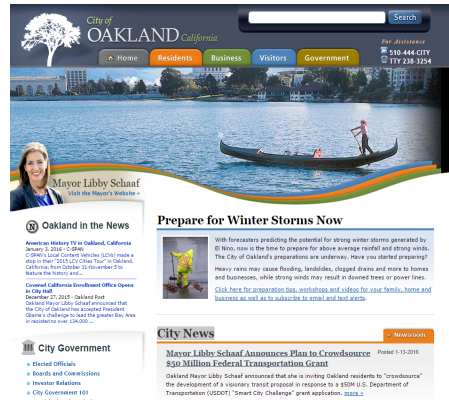 Search
City of
OAKLAND California
For Assistance
510-444-CITY
TTY 238-3254
Home
Residents
Business
Visitors
Government
Mayor Libby Schaaf
Visit the Mayor's Website »
Oakland in the News
American History TV in Oakland, California
January 3, 2016 - C-SPAN
C-SPAN's Local Content Vehicles (LCVs) made a
stop in their "2015 LCV Cities Tour" in Oakland,
California, from October 31-November 5 to
feature the history and...
Covered California Enrollment Office Opens
in City Hall
December 27, 2015 - Oakland Post
Oakland Mayor Libby Schaaf announced that
the City of Oakland has accepted President
Obama's challenge to lead the greater Bay Area
in registering over 134,000 ...
City Government
Elected Officials
Boards and Commissions
Investor Relations
City Government 101
Prepare for Winter Storms Now
With forecasters predicting the potential for strong winter storms generated by
El Nino, now is the time to prepare for above average rainfall and strong winds.
The City of Oakland's preparations are underway. Have you started preparing?
Heavy rains may cause flooding, landslides, clogged drains and more to homes
and businesses, while strong winds may result in downed trees or power lines.
Click here for preparation tips, workshops and videos for your family, home and
business as well as to subscribe to email and text alerts.
City News
Newsroom
Mayor Libby Schaaf Announces Plan to Crowdsource
$50 Million Federal Transportation Grant
Posted 1-13-2016
Oakland Mayor Libby Schaaf announced that she is inviting Oakland residents to "crowdsource"
the development of a visionary transit proposal in response to a $50M U.S. Department of
Transportation (USDOT) "Smart City Challenge" grant application. more »